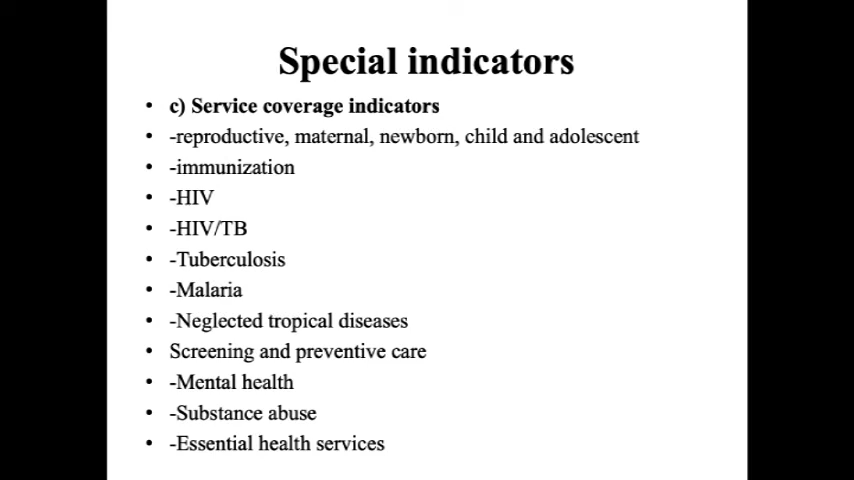 Special indicators
• c) Service coverage indicators
• -reproductive, maternal, newborn, child and adolescent
• -immunization
• -HIV
• -HIV/TB
• -Tuberculosis
• -Malaria
• -Neglected tropical diseases
• Screening and preventive care
• -Mental health
• -Substance abuse
• -Essential health services